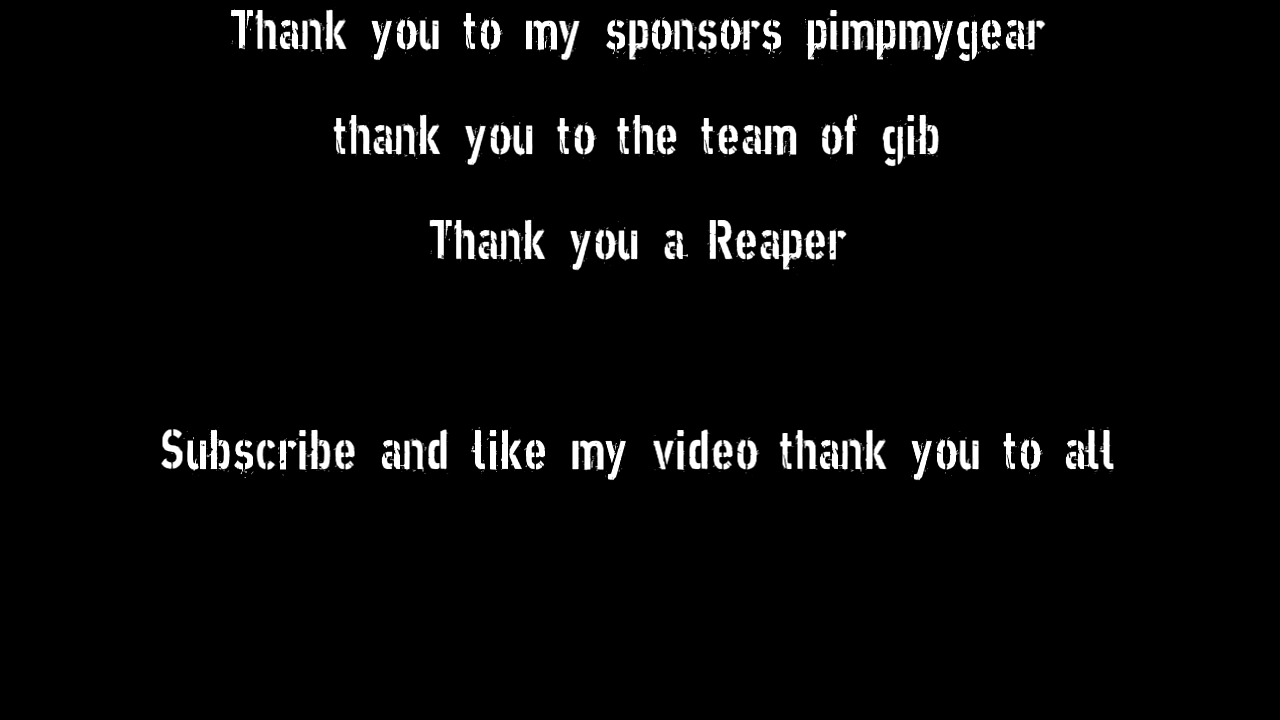 Thank you to my sponsors pimpmygear
thank you to the team of gib
Thank you a Reaper
Subscribe and like my video thank you to all